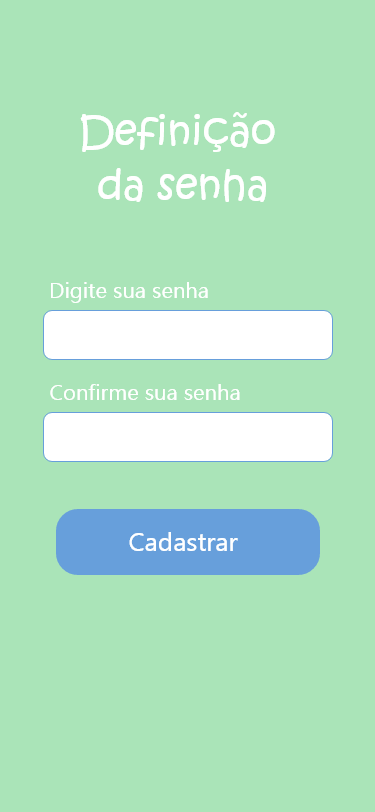 Definição
da senha
Digite sua senha
Confirme sua senha
Cadastrar